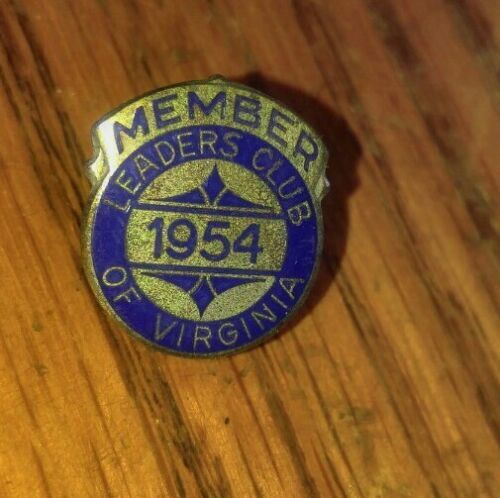 MEMBER
LEADERS CLUB
1954
OF VIRGINIA